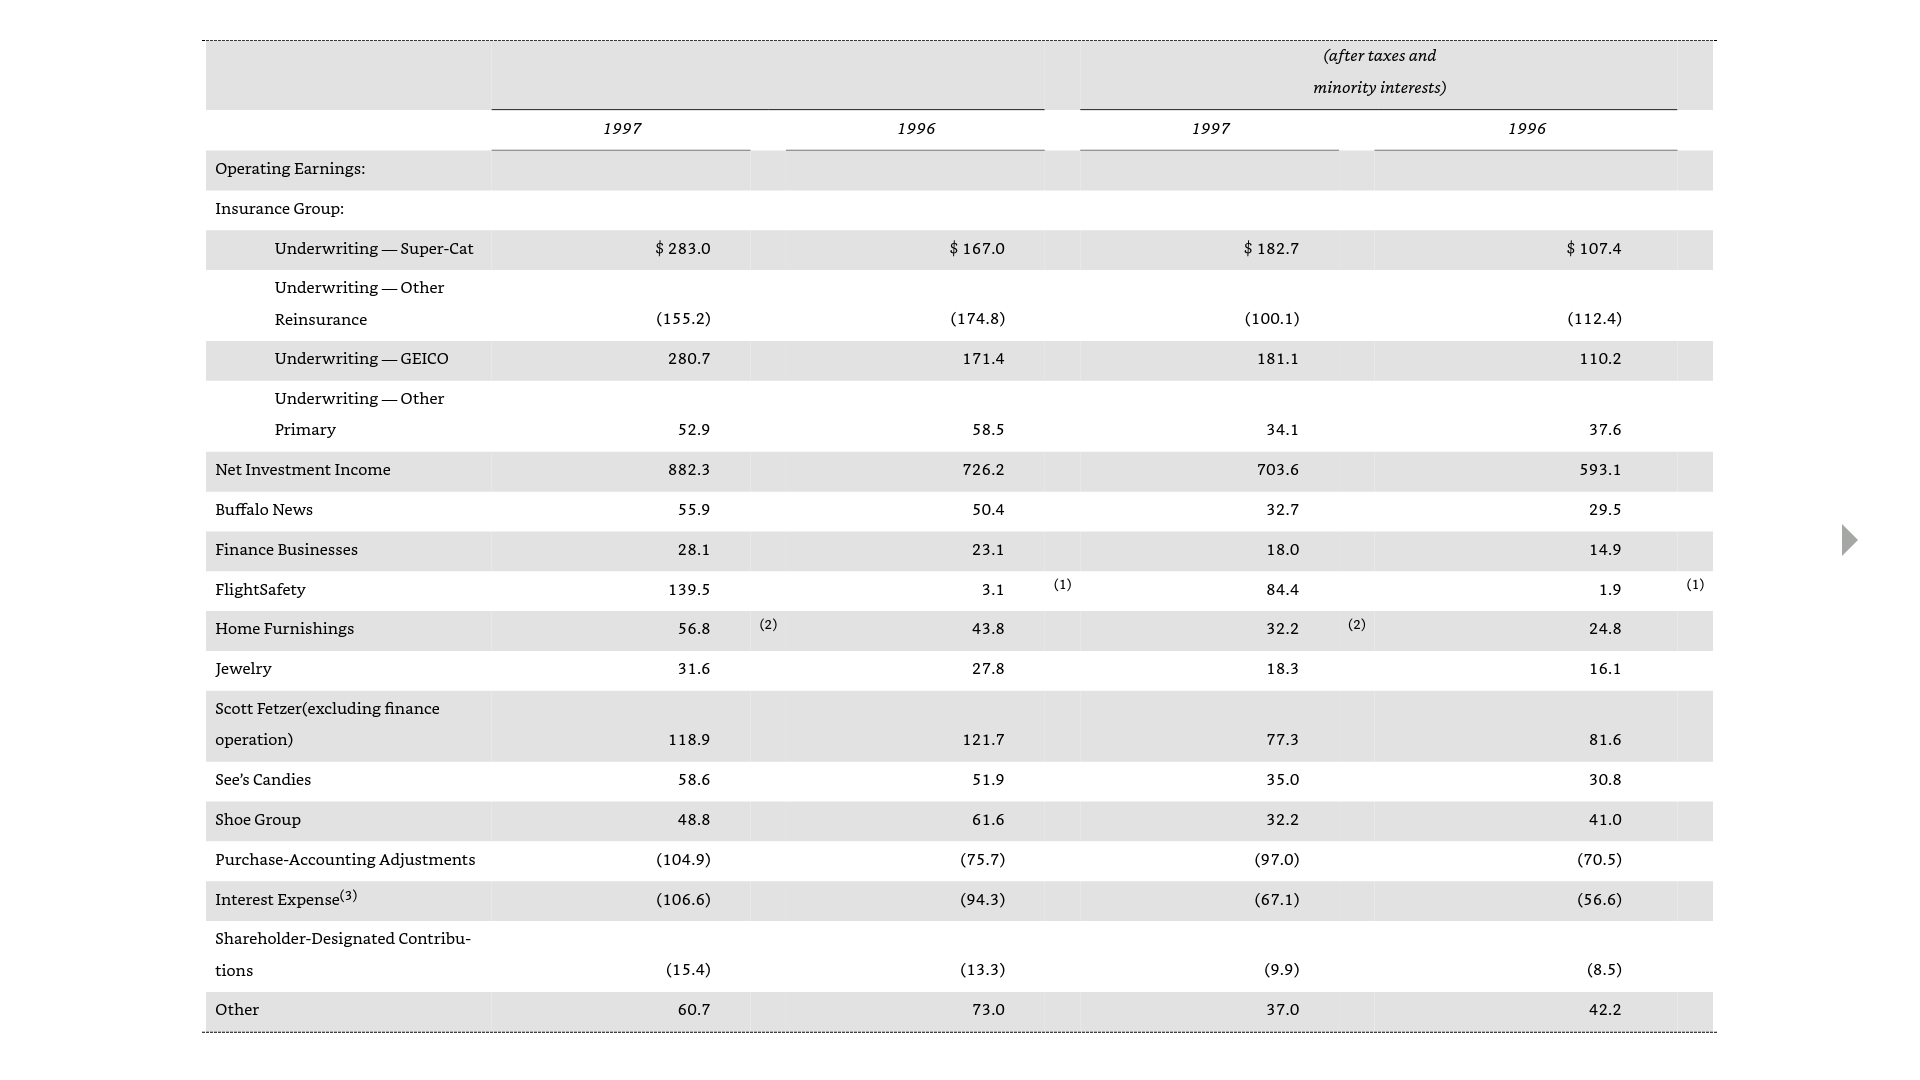 (after taxes and
minority interests)
1997 1996 1997 1996
Operating Earnings:
Insurance Group:
Underwriting — Super-Cat $ 283.0 $ 167.0 $ 182.7 $ 107.4
Underwriting — Other
Reinsurance (155.2) (174.8) (100.1) (112.4)
Underwriting — GEICO 280.7 171.4 181.1 110.2
Underwriting — Other
Primary 52.9 58.5 34.1 37.6
Net Investment Income 882.3 726.2 703.6 593.1
Buffalo News 55.9 50.4 32.7 29.5
Finance Businesses 28.1 23.1 18.0 14.9
FlightSafety 139.5 3.1 (1) 84.4 1.9 (1)
Home Furnishings 56.8 (2) 43.8 32.2 (2) 24.8
Jewelry 31.6 27.8 18.3 16.1
Scott Fetzer(excluding finance
operation) 118.9 121.7 77.3 81.6
See’s Candies 58.6 51.9 35.0 30.8
Shoe Group 48.8 61.6 32.2 41.0
Purchase-Accounting Adjustments (104.9) (75.7) (97.0) (70.5)
Interest Expense(3) (106.6) (94.3) (67.1) (56.6)
Shareholder-Designated Contribu-
tions (15.4) (13.3) (9.9) (8.5)
Other 60.7 73.0 37.0 42.2